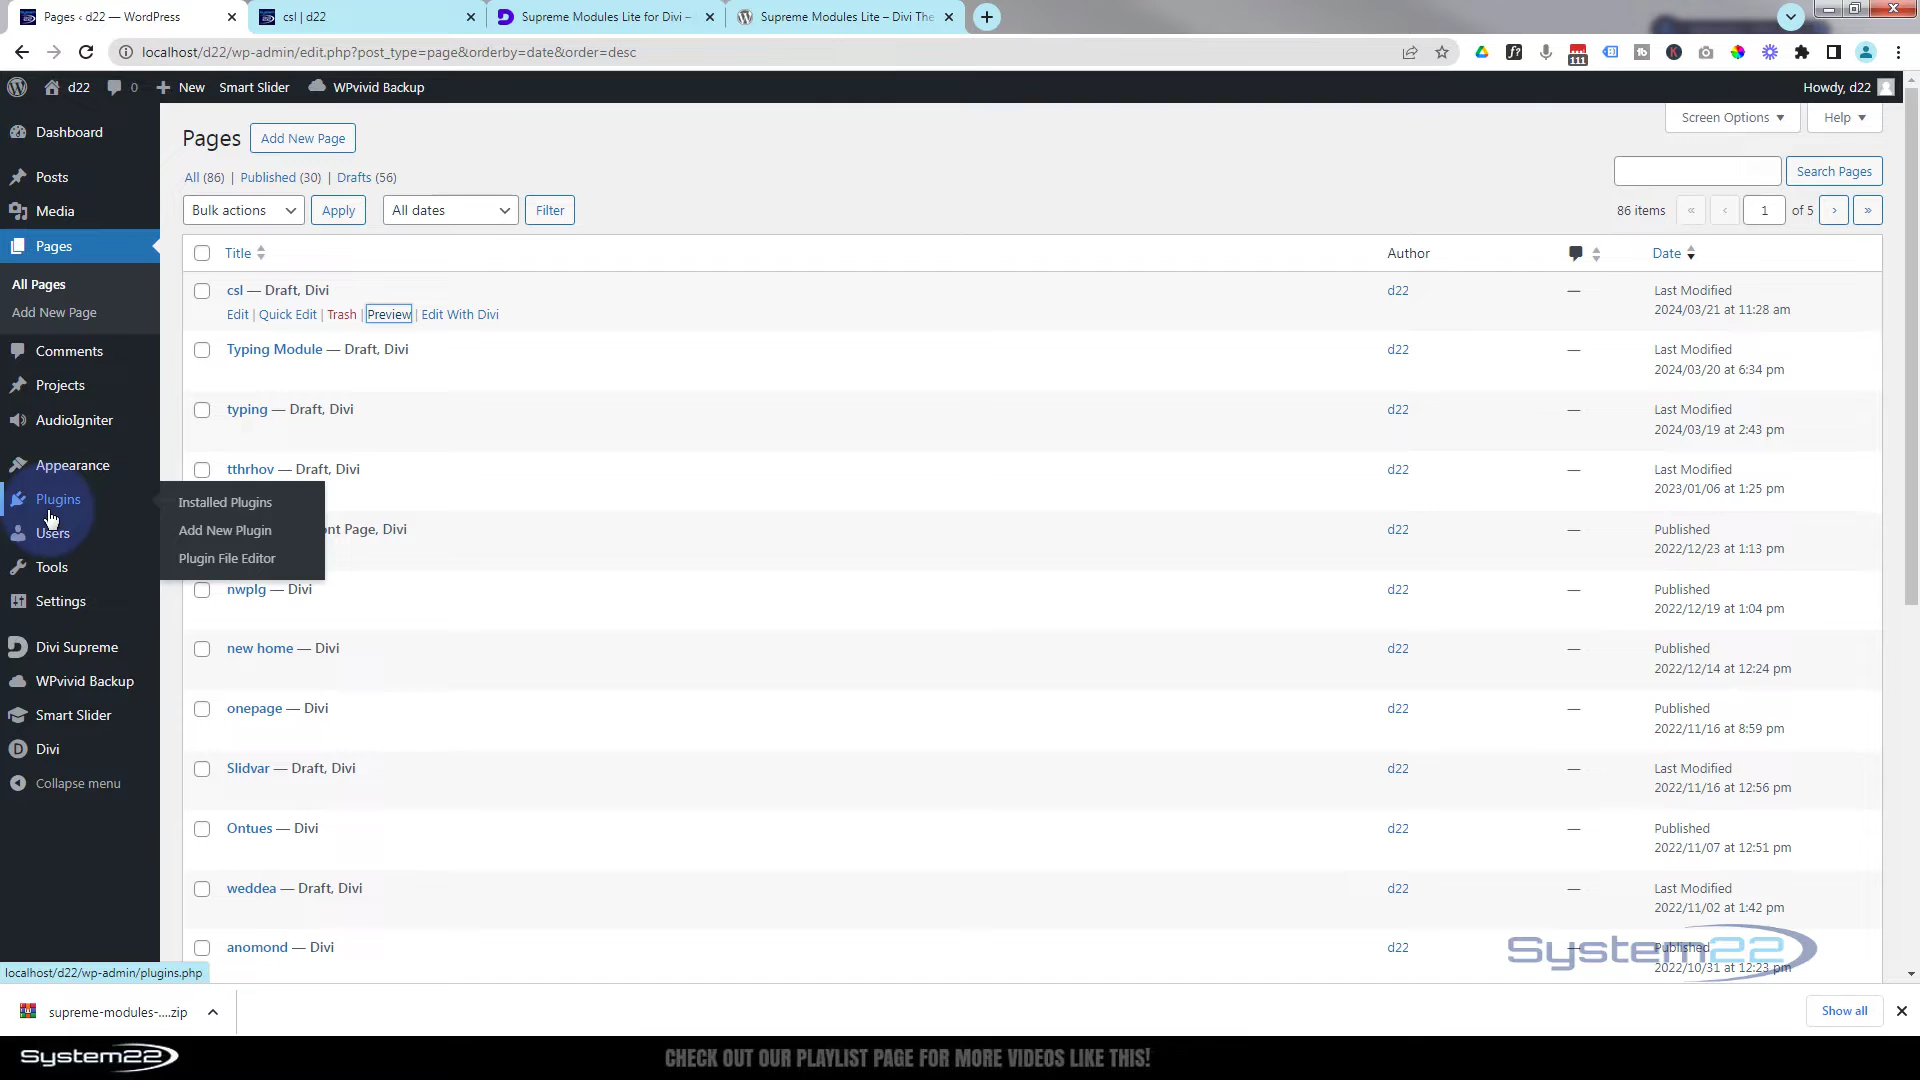 Pages ‹ d22 — WordPress
csl | d22
Supreme Modules Lite for Divi –
Supreme Modules Lite – Divi The
localhost/d22/wp-admin/edit.php?post_type=page&orderby=date&order=desc
111
d22
0
New
Smart Slider
WPvivid Backup
Howdy, d22
Dashboard
Posts
Media
Pages
All Pages
Add New Page
Comments
Projects
AudioIgniter
Appearance
Plugins
Users
Tools
Settings
Divi Supreme
WPvivid Backup
Smart Slider
Divi
Collapse menu
Installed Plugins
Add New Plugin
Plugin File Editor
Pages
Add New Page
Screen Options
Help
All (86) | Published (30) | Drafts (56)
Search Pages
Bulk actions
Apply
All dates
Filter
86 items « ‹ 1 of 5 › »
Title
Author
Date
csl — Draft, Divi
Edit | Quick Edit | Trash | Preview | Edit With Divi
d22
—
Last Modified
2024/03/21 at 11:28 am
Typing Module — Draft, Divi
d22
—
Last Modified
2024/03/20 at 6:34 pm
typing — Draft, Divi
d22
—
Last Modified
2024/03/19 at 2:43 pm
tthrhov — Draft, Divi
d22
—
Last Modified
2023/01/06 at 1:25 pm
ont Page, Divi
d22
—
Published
2022/12/23 at 1:13 pm
nwplg — Divi
d22
—
Published
2022/12/19 at 1:04 pm
new home — Divi
d22
—
Published
2022/12/14 at 12:24 pm
onepage — Divi
d22
—
Published
2022/11/16 at 8:59 pm
Slidvar — Draft, Divi
d22
—
Last Modified
2022/11/16 at 12:56 pm
Ontues — Divi
d22
—
Published
2022/11/07 at 12:51 pm
weddea — Draft, Divi
d22
—
Last Modified
2022/11/02 at 1:42 pm
anomond — Divi
d22
—
Published
2022/10/31 at 12:23 pm
System22
localhost/d22/wp-admin/plugins.php
supreme-modules-....zip
Show all
System22
CHECK OUT OUR PLAYLIST PAGE FOR MORE VIDEOS LIKE THIS!